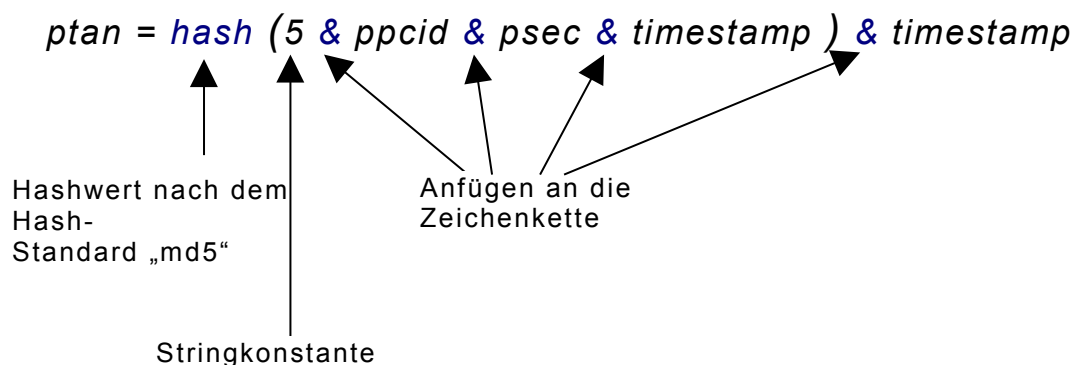 ptan = hash (5 & ppcid & psec & timestamp ) & timestamp
Hashwert nach dem
Hash-
Standard „md5“
Anfügen an die
Zeichenkette
Stringkonstante